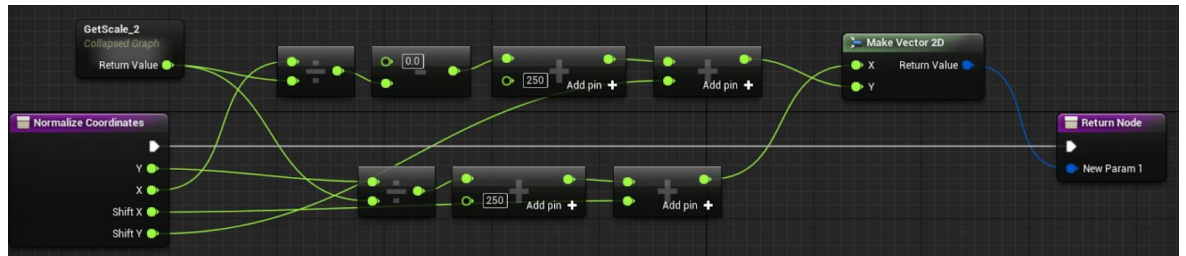 GetScale_2
Collapsed Graph
Return Value
÷
0.0
-
+
250
Add pin +
+
Add pin +
Make Vector 2D
X
Return Value
Y
Normalize Coordinates
Y
X
Shift X
Shift Y
÷
+
250
Add pin +
+
Add pin +
Return Node
New Param 1